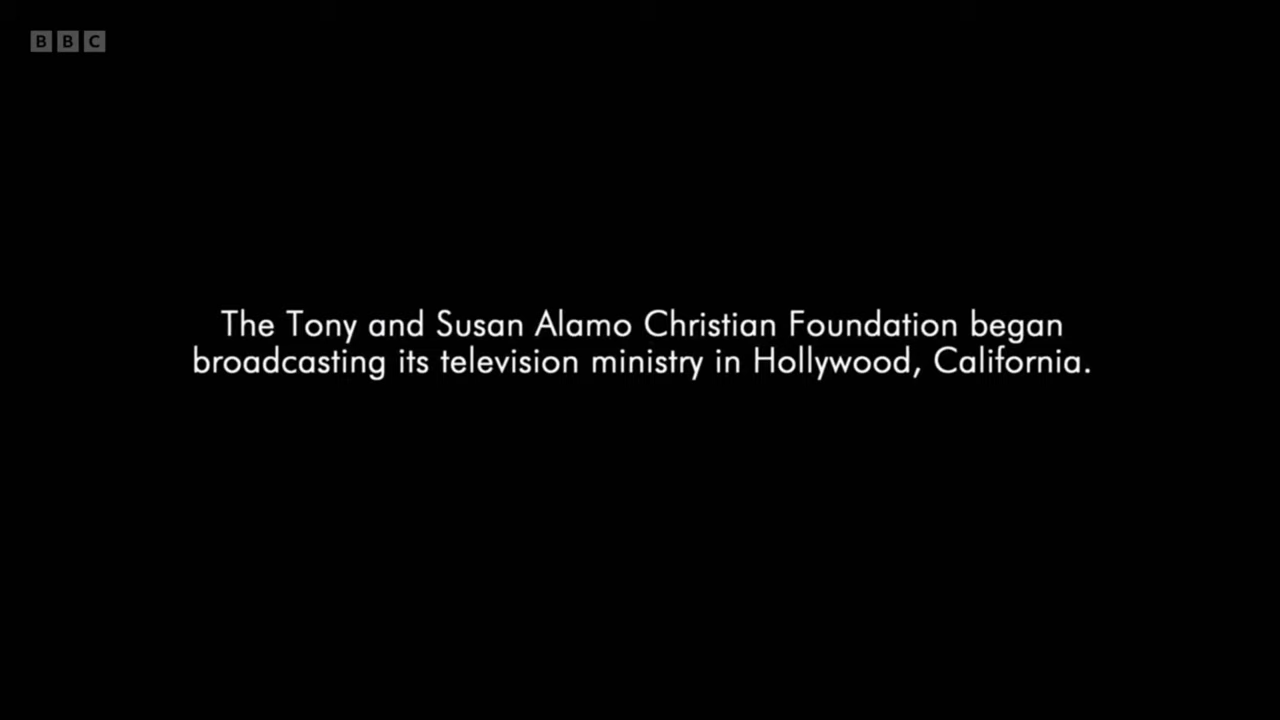 BBC
The Tony and Susan Alamo Christian Foundation began
broadcasting its television ministry in Hollywood, California.